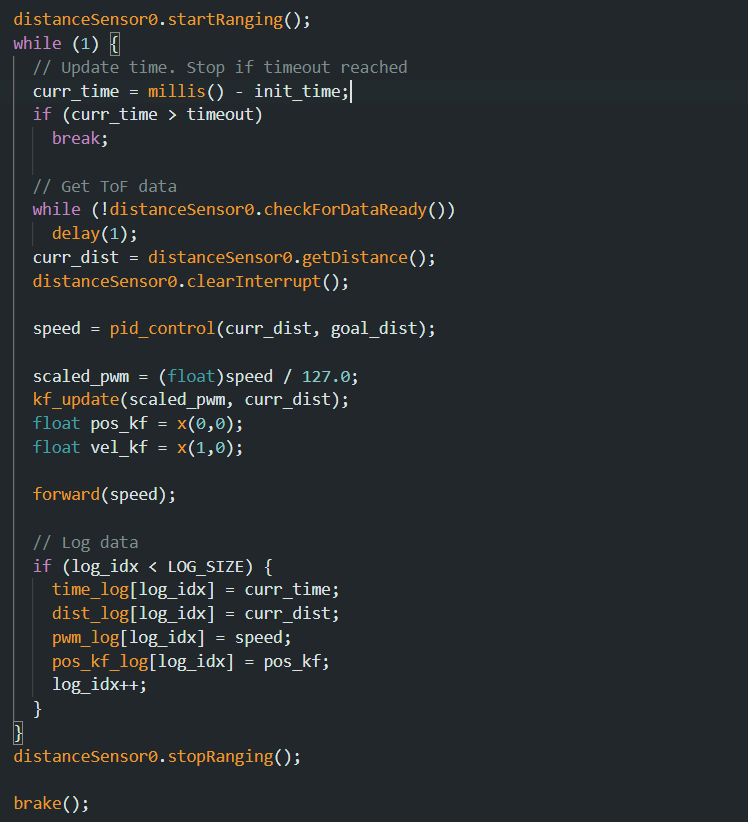 distanceSensor0.startRanging();
while (1) {
// Update time. Stop if timeout reached
curr_time = millis() - init_time;
if (curr_time > timeout)
break;
// Get ToF data
while (!distanceSensor0.checkForDataReady())
delay(1);
curr_dist = distanceSensor0.getDistance();
distanceSensor0.clearInterrupt();
speed = pid_control(curr_dist, goal_dist);
scaled_pwm = (float)speed / 127.0;
kf_update(scaled_pwm, curr_dist);
float pos_kf = x(0,0);
float vel_kf = x(1,0);
forward(speed);
// Log data
if (log_idx < LOG_SIZE) {
time_log[log_idx] = curr_time;
dist_log[log_idx] = curr_dist;
pwm_log[log_idx] = speed;
pos_kf_log[log_idx] = pos_kf;
log_idx++;
}
}
distanceSensor0.stopRanging();
brake();